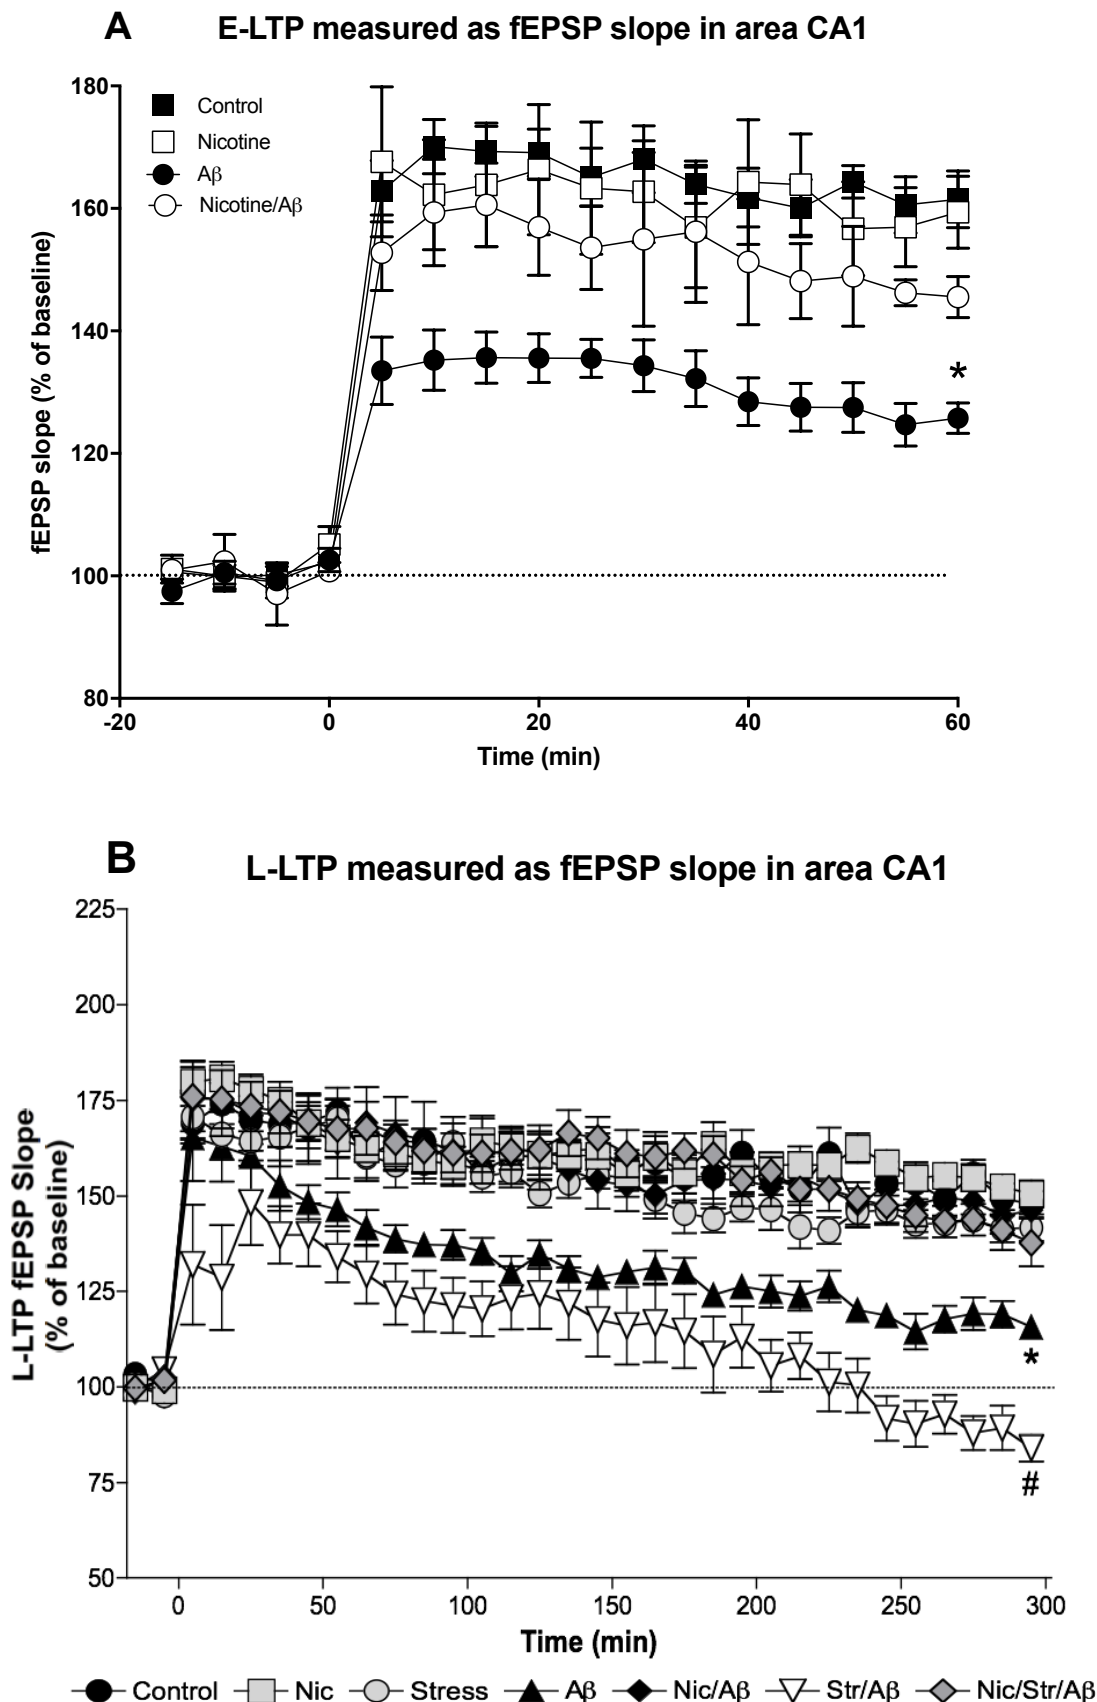 A
E-LTP measured as fEPSP slope in area CA1
180
160
140
120
100
80
fEPSP slope (% of baseline)
Control
Nicotine
Aβ
Nicotine/Aβ
*
-20 0 20 40 60
Time (min)
B
L-LTP measured as fEPSP slope in area CA1
225
200
175
150
125
100
75
50
L-LTP fEPSP Slope
(% of baseline)
*
#
0 50 100 150 200 250 300
Time (min)
Control Nic Stress Aβ Nic/Aβ Str/Aβ Nic/Str/Aβ